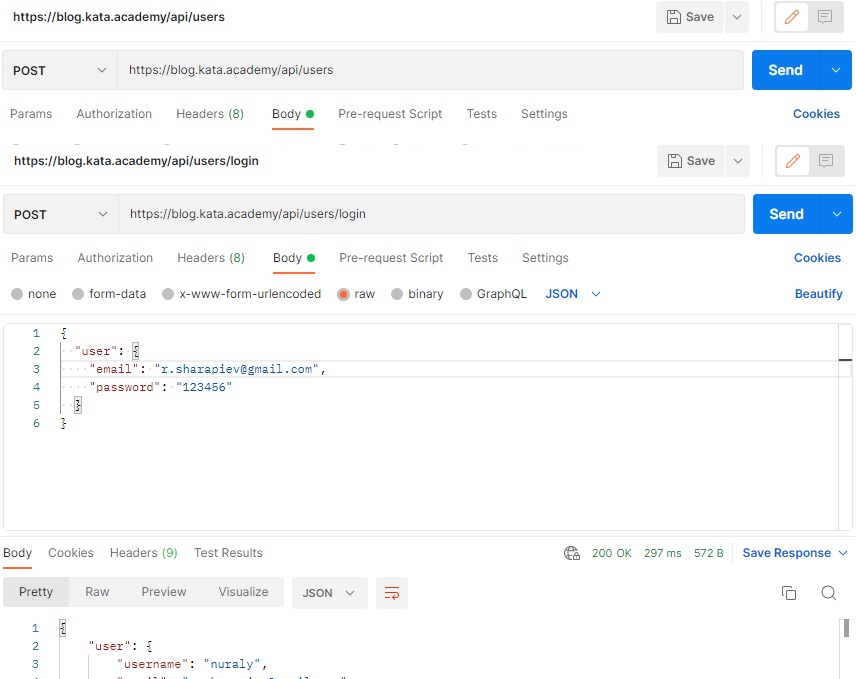 https://blog.kata.academy/api/users Save
POST https://blog.kata.academy/api/users Send
Params Authorization Headers (8) Body Pre-request Script Tests Settings Cookies
https://blog.kata.academy/api/users/login Save
POST https://blog.kata.academy/api/users/login Send
Params Authorization Headers (8) Body Pre-request Script Tests Settings Cookies
none form-data x-www-form-urlencoded raw binary GraphQL JSON Beautify
1 {
2 "user": {
3 "email": "r.sharapiev@gmail.com",
4 "password": "123456"
5 }
6 }
Body Cookies Headers (9) Test Results 200 OK 297 ms 572 B Save Response
Pretty Raw Preview Visualize JSON
1 {
2 "user": {
3 "username": "nuraly",